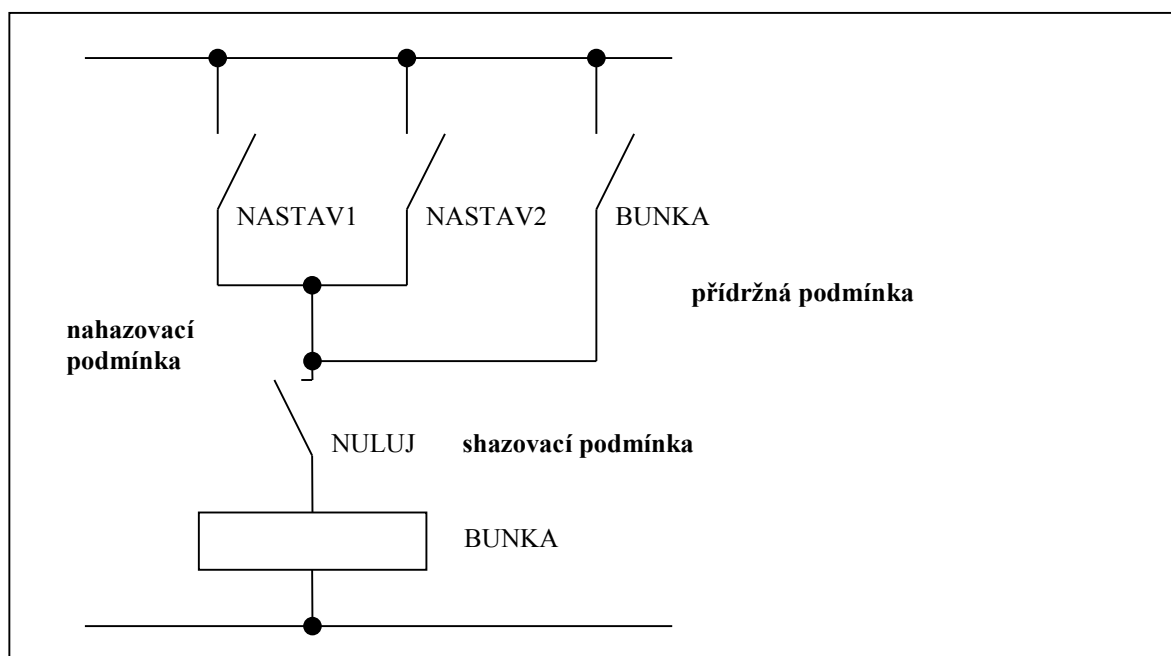 NASTAV1
NASTAV2
BUNKA
přídržná podmínka
nahazovací
podmínka
NULUJ
shazovací podmínka
BUNKA